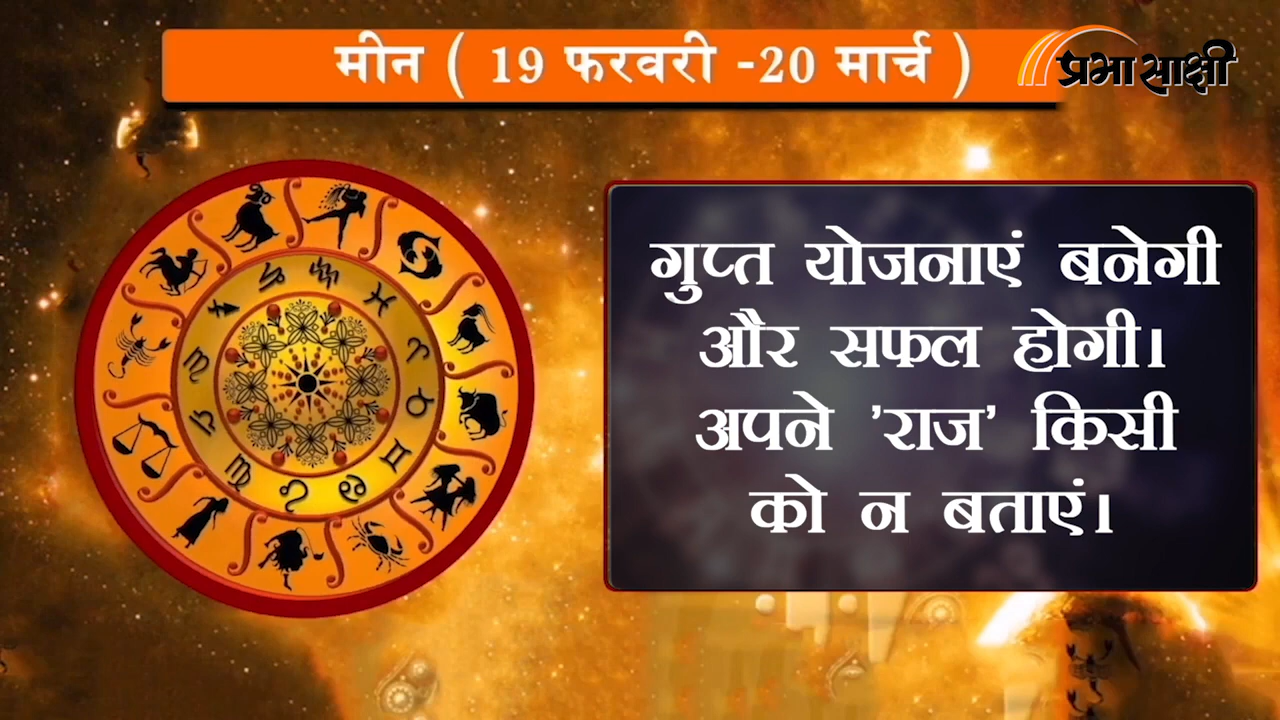 मीन ( 19 फरवरी -20 मार्च )
प्रभासाक्षी
गुप्त योजनाएं बनेगी
और सफल होगी।
अपने 'राज' किसी
को न बताएं।